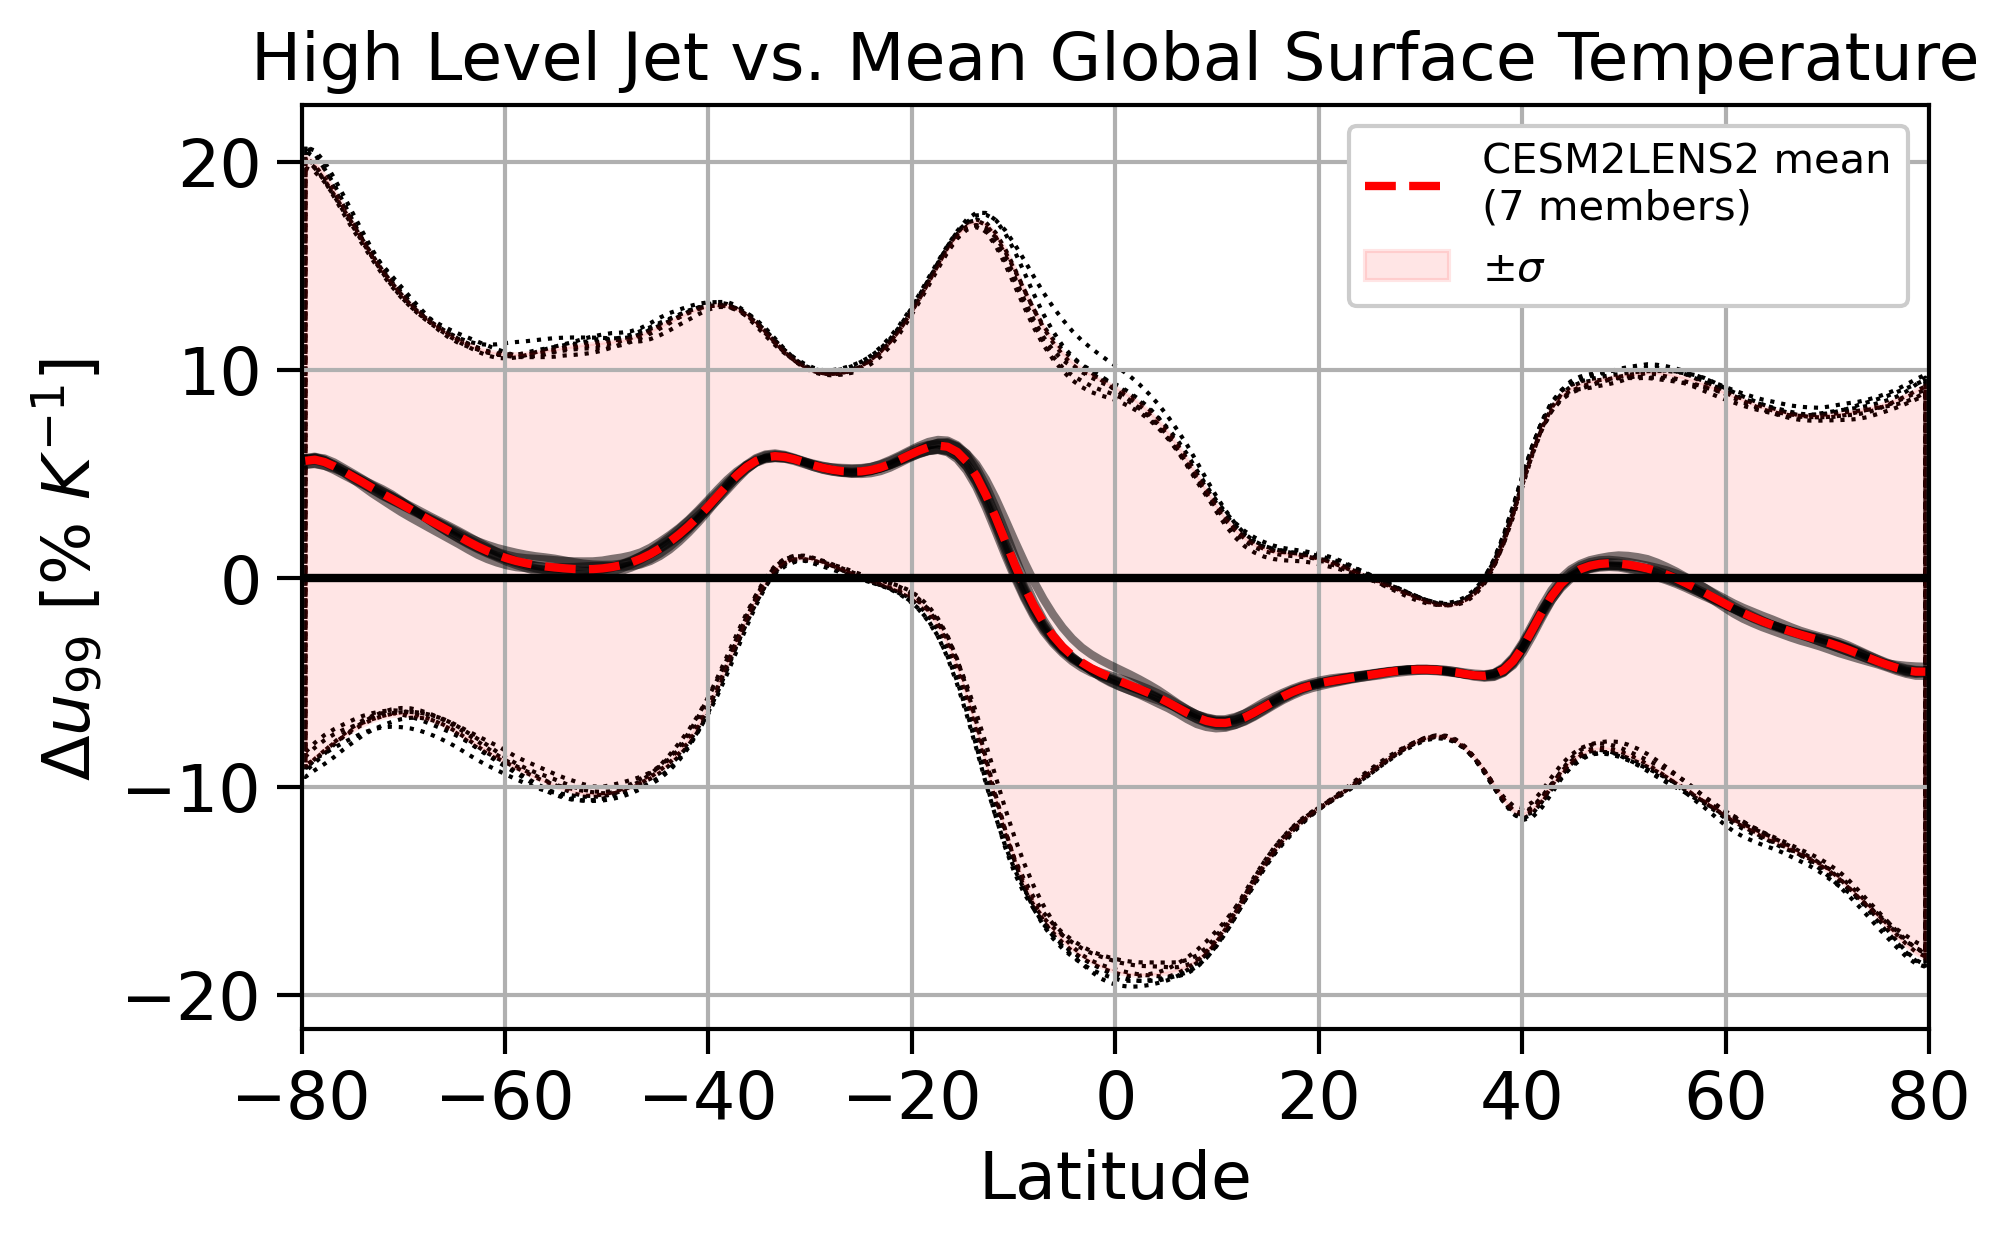 High Level Jet vs. Mean Global Surface Temperature
CESM2LENS2 mean
(7 members)
±σ
Δu₉₉ [% K⁻¹]
20
10
0
−10
−20
−80
−60
−40
−20
0
20
40
60
80
Latitude